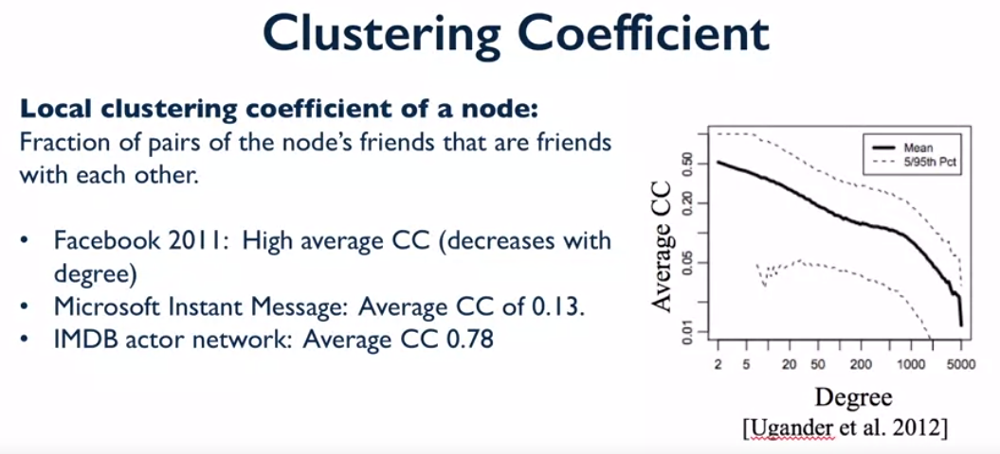 Clustering Coefficient
Local clustering coefficient of a node:
Fraction of pairs of the node's friends that are friends
with each other.
• Facebook 2011: High average CC (decreases with
degree)
• Microsoft Instant Message: Average CC of 0.13.
• IMDB actor network: Average CC 0.78
Mean
5/95th Pct
Average CC
0.50
0.20
0.05
0.01
2 5 20 50 200 1000 5000
Degree
[Ugander et al. 2012]